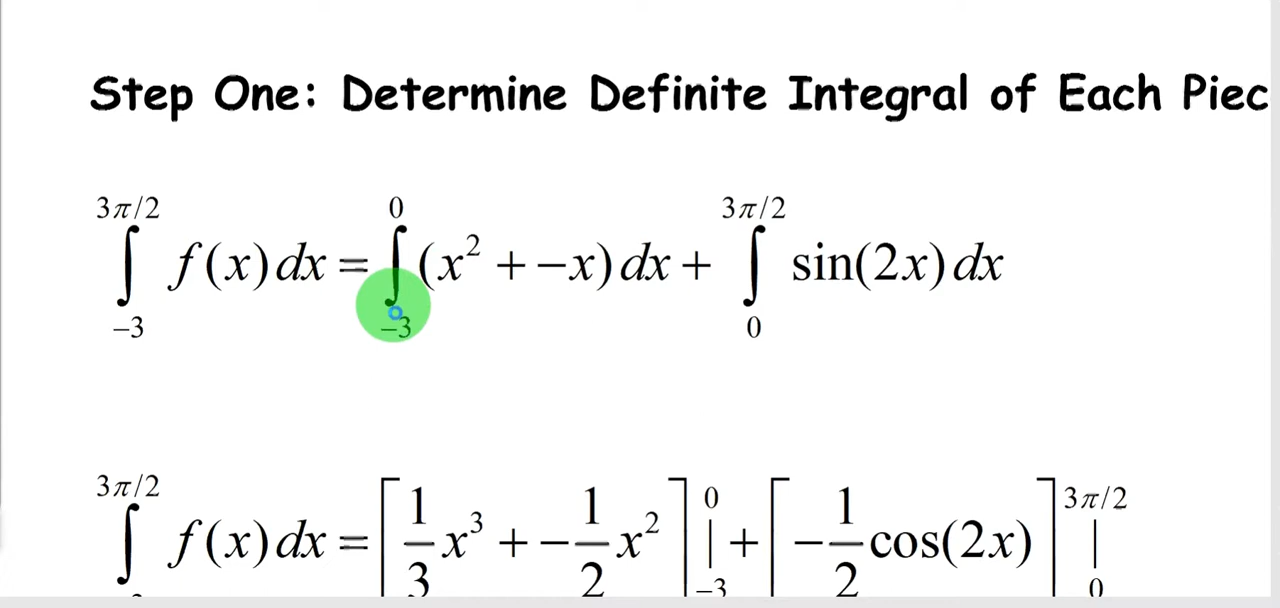 Step One: Determine Definite Integral of Each Piec
∫_{−3}^{3π/2} f(x)dx = ∫_{−3}^{0} (x² + −x)dx + ∫_{0}^{3π/2} sin(2x)dx
∫^{3π/2} f(x)dx = [1/3 x³ + −1/2 x²] |_{−3}^{0} + [−1/2 cos(2x)] |_{0}^{3π/2}